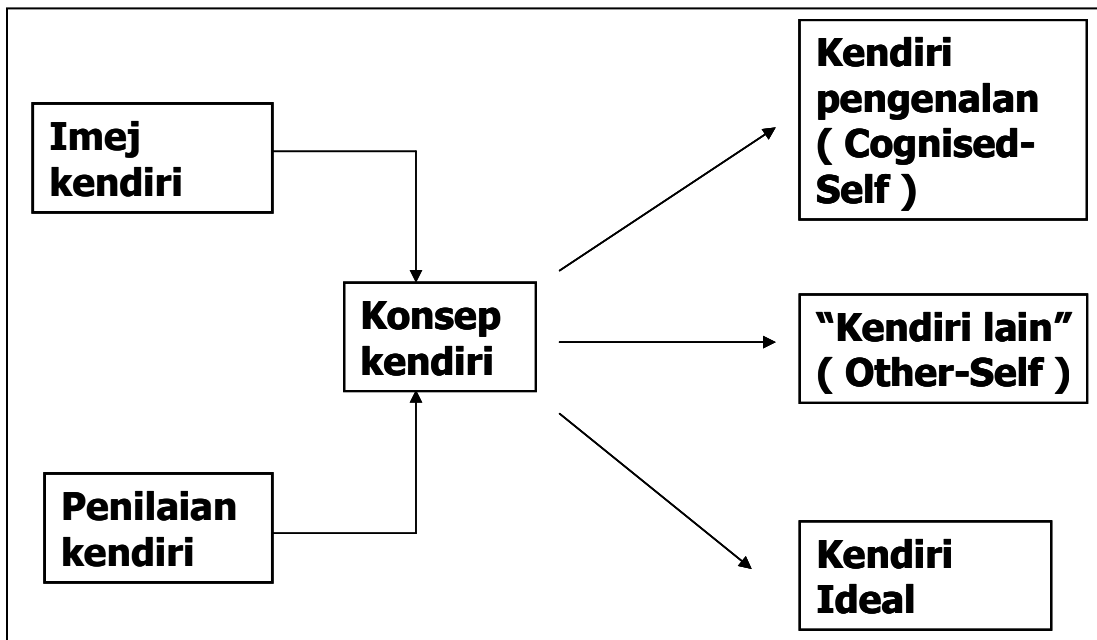 Imej
kendiri
Penilaian
kendiri
Konsep
kendiri
Kendiri
pengenalan
( Cognised-
Self )
“Kendiri lain”
( Other-Self )
Kendiri
Ideal